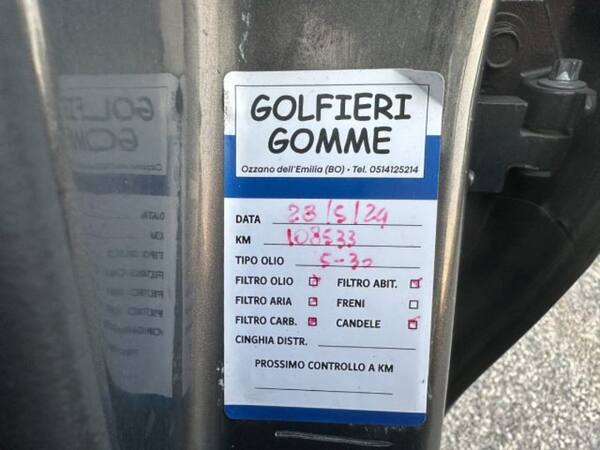 GOLFIERI
GOMME
Ozzano dell'Emilia (BO) • Tel. 0514125214
DATA 28/5/24
KM 108533
TIPO OLIO 5-30
FILTRO OLIO FILTRO ABIT.
FILTRO ARIA FRENI
FILTRO CARB. CANDELE
CINGHIA DISTR.
PROSSIMO CONTROLLO A KM